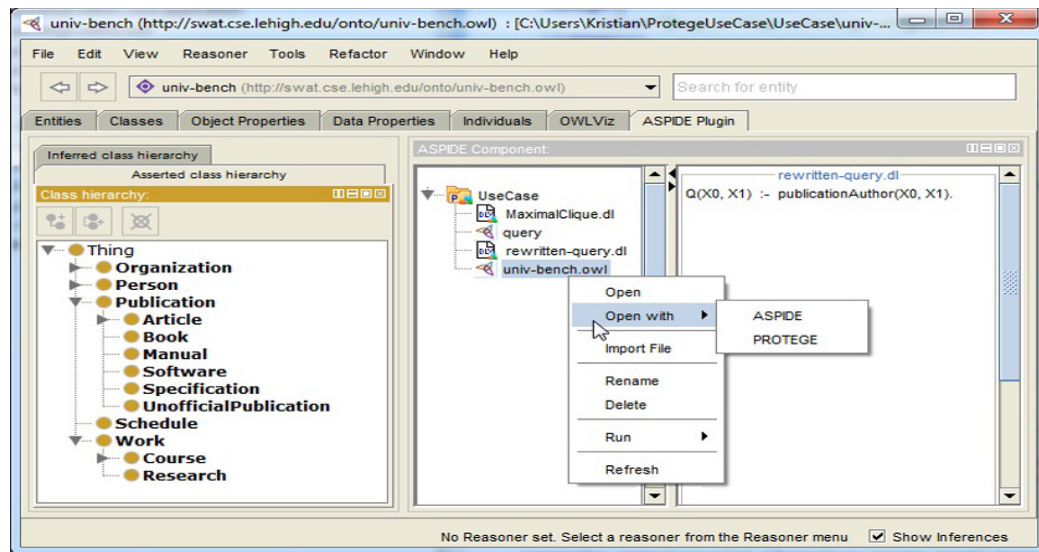 univ-bench (http://swat.cse.lehigh.edu/onto/univ-bench.owl) : [C:\Users\Kristian\ProtegeUseCase\UseCase\univ-...
File Edit View Reasoner Tools Refactor Window Help
univ-bench (http://swat.cse.lehigh.edu/onto/univ-bench.owl) Search for entity
Entities Classes Object Properties Data Properties Individuals OWLViz ASPIDE Plugin
Inferred class hierarchy
Asserted class hierarchy
Class hierarchy:
Thing
Organization
Person
Publication
Article
Book
Manual
Software
Specification
UnofficialPublication
Schedule
Work
Course
Research
ASPIDE Component:
UseCase
MaximalClique.dl
query
rewritten-query.dl
univ-bench.owl
Open
Open with
Import File
Rename
Delete
Run
Refresh
ASPIDE
PROTEGE
rewritten-query.dl
Q(X0, X1) :- publicationAuthor(X0, X1).
No Reasoner set. Select a reasoner from the Reasoner menu Show Inferences